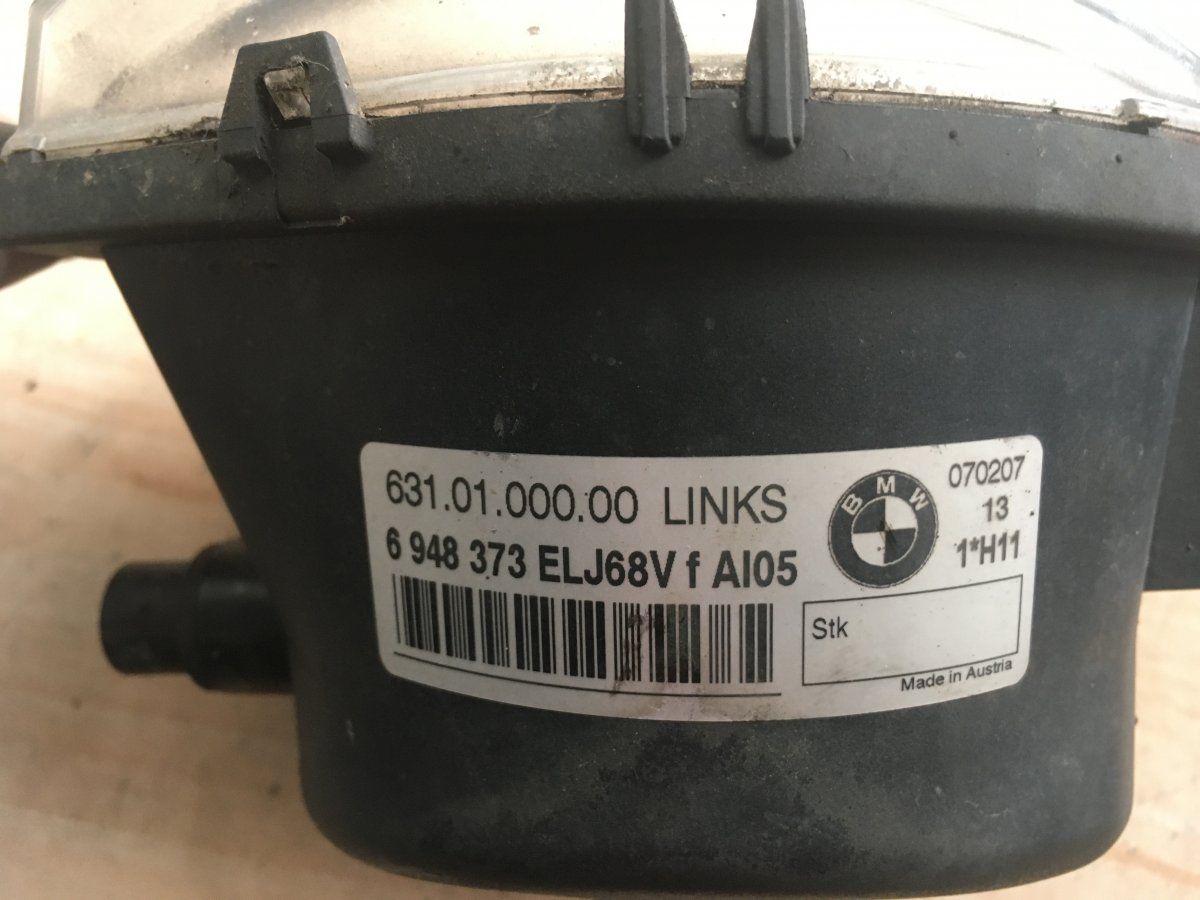 631.01.000.00 LINKS
6 948 373 ELJ68V f AI05
BMW
070207
13
1*H11
Stk
Made in Austria